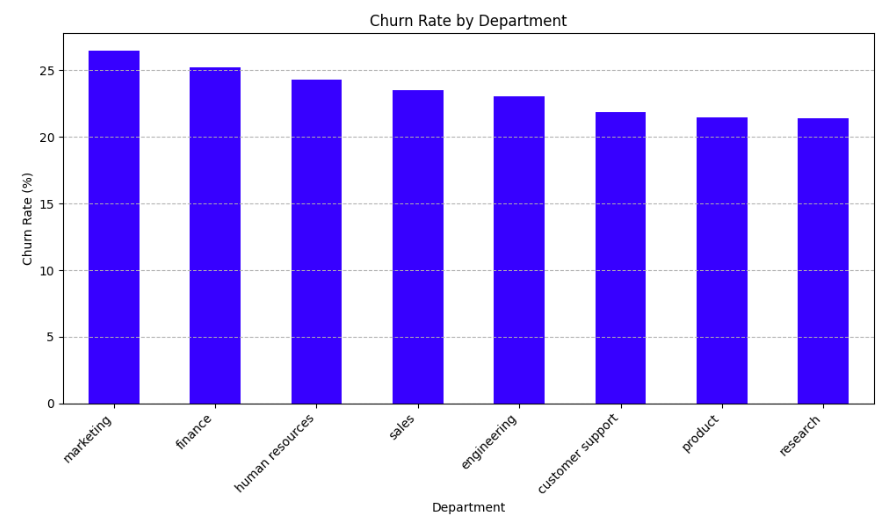 Churn Rate by Department
Churn Rate (%)
25
20
15
10
5
0
marketing
finance
human resources
sales
engineering
customer support
product
research
Department